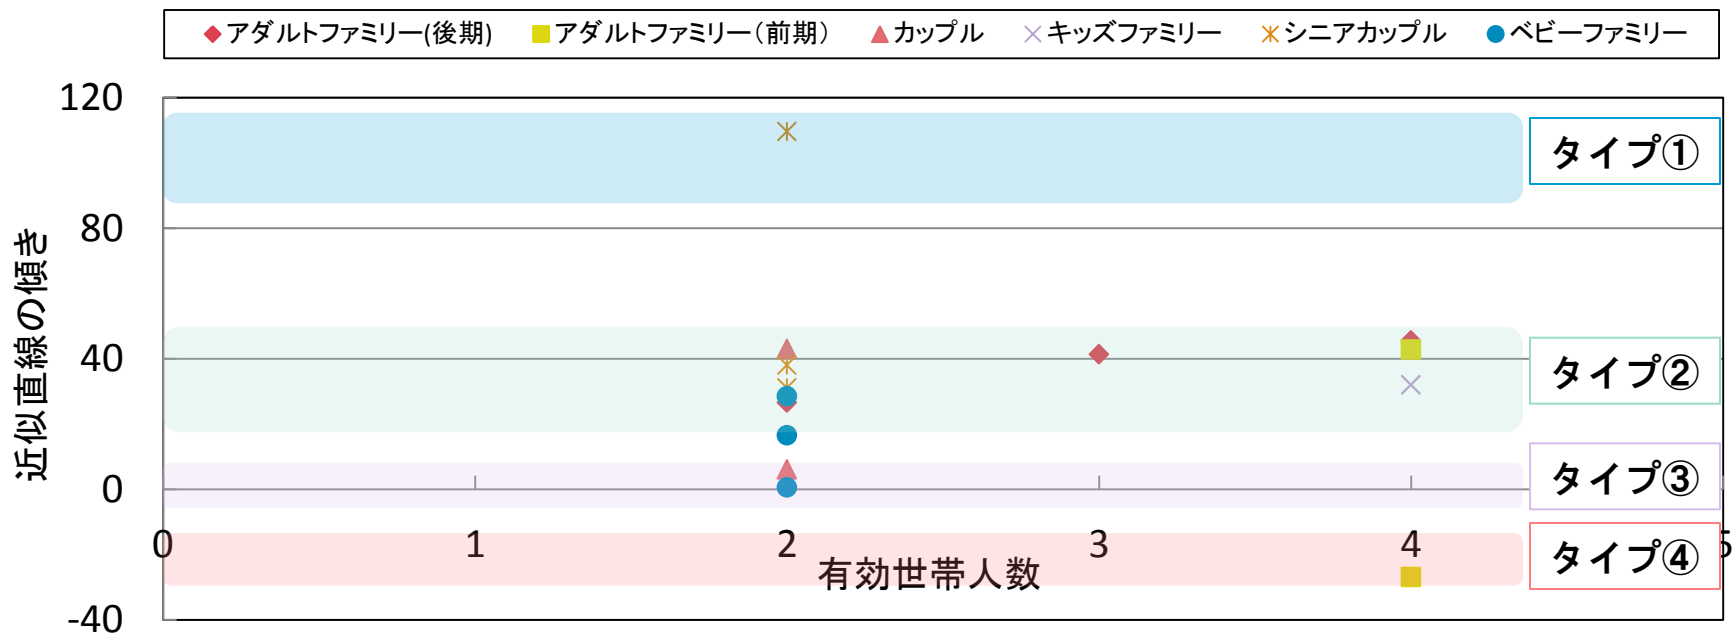 アダルトファミリー(後期) アダルトファミリー（前期） カップル キッズファミリー シニアカップル ベビーファミリー
120
タイプ①
80
近似直線の傾き
40
タイプ②
0
タイプ③
0 1 2 3 4 5
タイプ④
有効世帯人数
-40